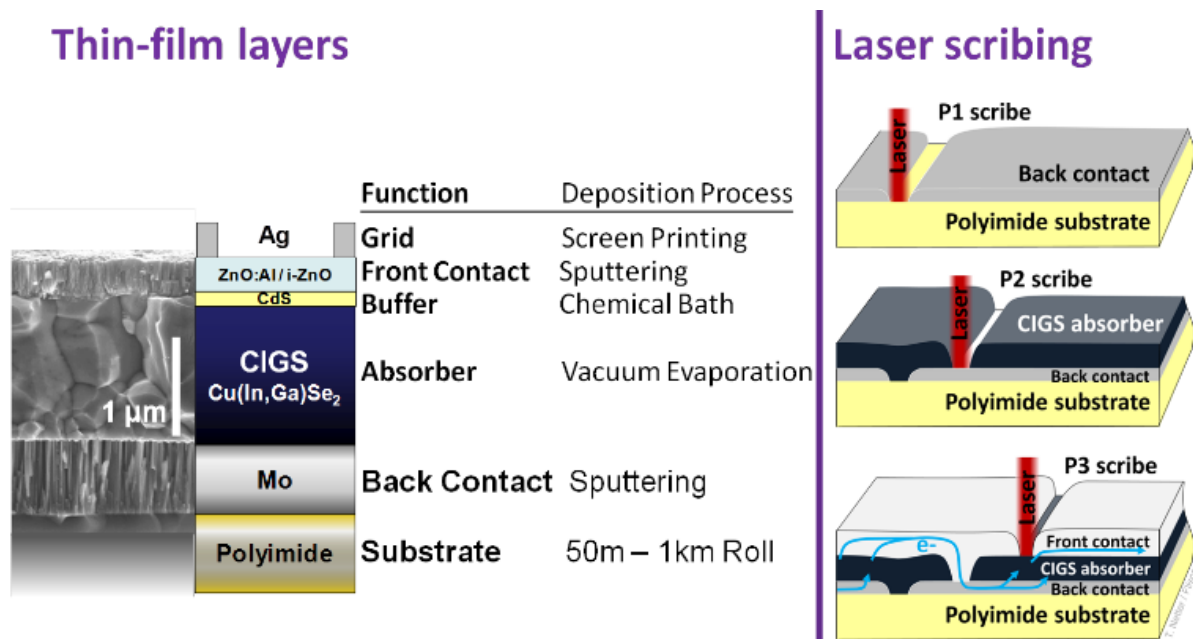 Thin-film layers
Function Deposition Process
Ag Grid Screen Printing
ZnO:Al / i-ZnO Front Contact Sputtering
CdS Buffer Chemical Bath
CIGS
Cu(In,Ga)Se₂ Absorber Vacuum Evaporation
1 µm
Mo Back Contact Sputtering
Polyimide Substrate 50m – 1km Roll
Laser scribing
P1 scribe
Laser
Back contact
Polyimide substrate
P2 scribe
Laser
CIGS absorber
Back contact
Polyimide substrate
P3 scribe
Laser
Front contact
e-
CIGS absorber
Back contact
Polyimide substrate